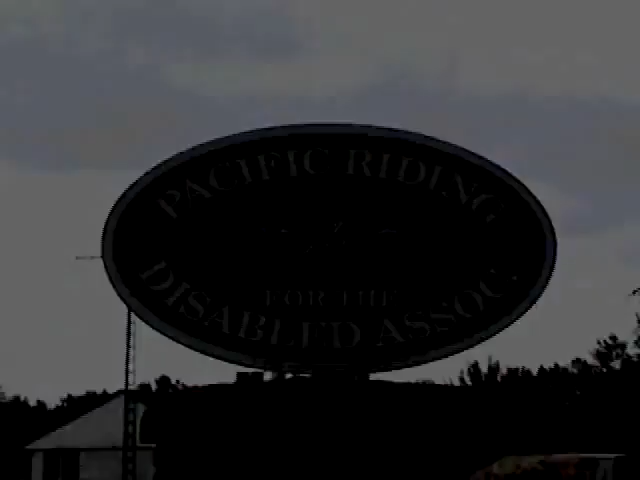 PACIFIC RIDING
FOR THE
DISABLED ASSOC.